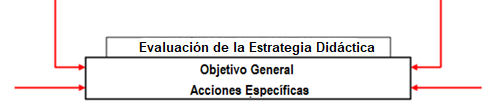 Evaluación de la Estrategia Didáctica
Objetivo General
Acciones Específicas